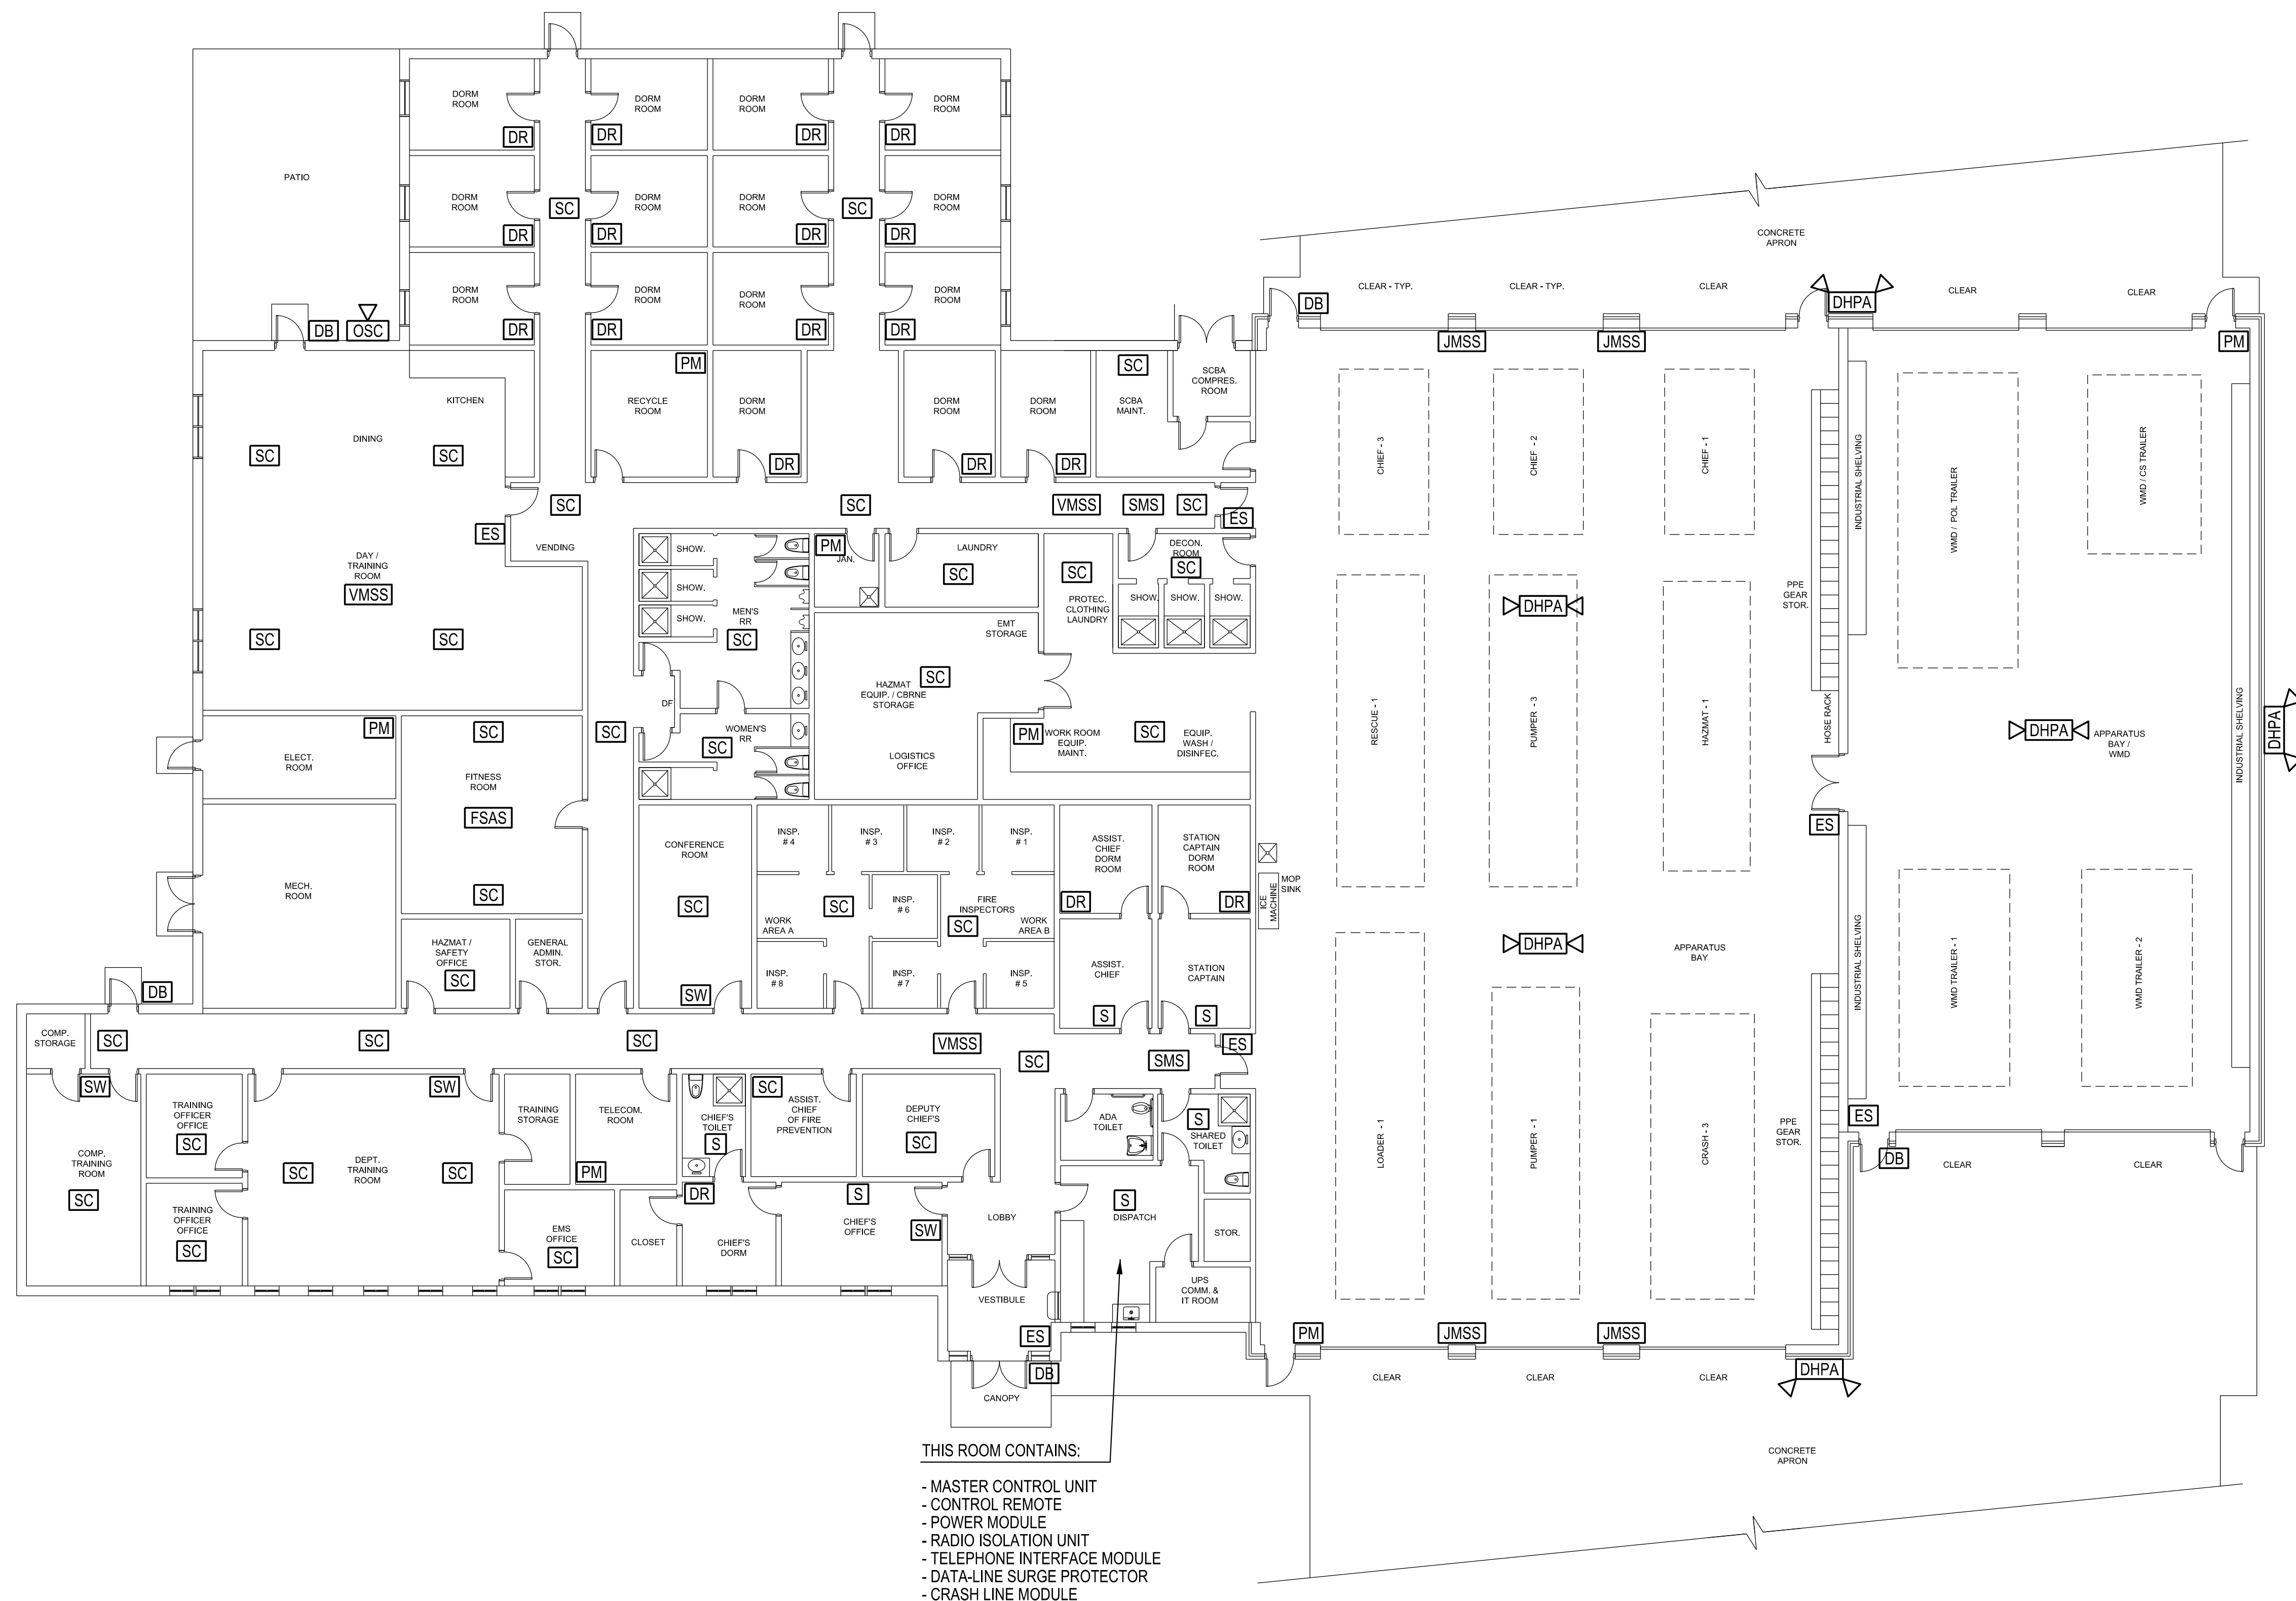 DORM
ROOM
DORM
ROOM
DORM
ROOM
DORM
ROOM
DR
DR
DR
DR
PATIO
DORM
ROOM
DORM
ROOM
DORM
ROOM
DORM
ROOM
SC
SC
DR
DR
DR
DR
CONCRETE
APRON
DORM
ROOM
DORM
ROOM
DORM
ROOM
DORM
ROOM
DB
OSC
DR
DR
DR
DR
CLEAR - TYP.
CLEAR - TYP.
CLEAR
CLEAR
CLEAR
DB
DHPA
JMSS
JMSS
PM
KITCHEN
DINING
PM
RECYCLE
ROOM
DORM
ROOM
DORM
ROOM
DORM
ROOM
SC
SCBA
MAINT.
SCBA
COMPRES.
ROOM
SC
SC
DR
DR
DR
CHIEF - 3
CHIEF - 2
CHIEF - 1
INDUSTRIAL SHELVING
WMD / POL TRAILER
WMD / CS TRAILER
SC
SC
VMSS
SMS
SC
ES
ES
VENDING
DAY /
TRAINING
ROOM
VMSS
SC
SC
SHOW.
SHOW.
SHOW.
MEN'S
RR
SC
PM
JAN.
LAUNDRY
SC
SC
PROTEC.
CLOTHING
LAUNDRY
DECON.
ROOM
SC
SHOW.
SHOW.
SHOW.
EMT
STORAGE
SC
HAZMAT
EQUIP. / CBRNE
STORAGE
DHPA
PPE
GEAR
STOR.
RESCUE - 1
PUMPER - 3
HAZMAT - 1
HOSE RACK
INDUSTRIAL SHELVING
DF
WOMEN'S
RR
SC
SC
SC
PM
ELECT.
ROOM
FITNESS
ROOM
FSAS
SC
LOGISTICS
OFFICE
PM
WORK ROOM
EQUIP.
MAINT.
SC
EQUIP.
WASH /
DISINFEC.
DHPA
APPARATUS
BAY /
WMD
DHPA
ES
MECH.
ROOM
CONFERENCE
ROOM
SC
SW
INSP.
# 4
INSP.
# 3
INSP.
# 2
INSP.
# 1
ASSIST.
CHIEF
DORM
ROOM
STATION
CAPTAIN
DORM
ROOM
DR
DR
MOP
SINK
ICE
MACHINE
WORK
AREA A
SC
INSP.
# 6
FIRE
INSPECTORS
SC
WORK
AREA B
HAZMAT /
SAFETY
OFFICE
SC
GENERAL
ADMIN.
STOR.
INSP.
# 8
INSP.
# 7
INSP.
# 5
ASSIST.
CHIEF
STATION
CAPTAIN
S
S
DHPA
APPARATUS
BAY
INDUSTRIAL SHELVING
WMD TRAILER - 1
WMD TRAILER - 2
DB
COMP.
STORAGE
SC
SC
SC
VMSS
SC
SMS
ES
SW
SW
TRAINING
OFFICER
OFFICE
SC
TRAINING
STORAGE
TELECOM.
ROOM
PM
CHIEF'S
TOILET
S
SC
ASSIST.
CHIEF
OF FIRE
PREVENTION
DEPUTY
CHIEF'S
SC
ADA
TOILET
S
SHARED
TOILET
LOADER - 1
PUMPER - 1
CRASH - 3
PPE
GEAR
STOR.
ES
DB
CLEAR
CLEAR
COMP.
TRAINING
ROOM
SC
DEPT.
TRAINING
ROOM
SC
SC
DR
S
CHIEF'S
OFFICE
SW
LOBBY
S
DISPATCH
STOR.
TRAINING
OFFICER
OFFICE
SC
EMS
OFFICE
SC
CLOSET
CHIEF'S
DORM
VESTIBULE
UPS
COMM. &
IT ROOM
ES
DB
PM
JMSS
JMSS
DHPA
CLEAR
CLEAR
CLEAR
CANOPY
CONCRETE
APRON
THIS ROOM CONTAINS:
- MASTER CONTROL UNIT
- CONTROL REMOTE
- POWER MODULE
- RADIO ISOLATION UNIT
- TELEPHONE INTERFACE MODULE
- DATA-LINE SURGE PROTECTOR
- CRASH LINE MODULE